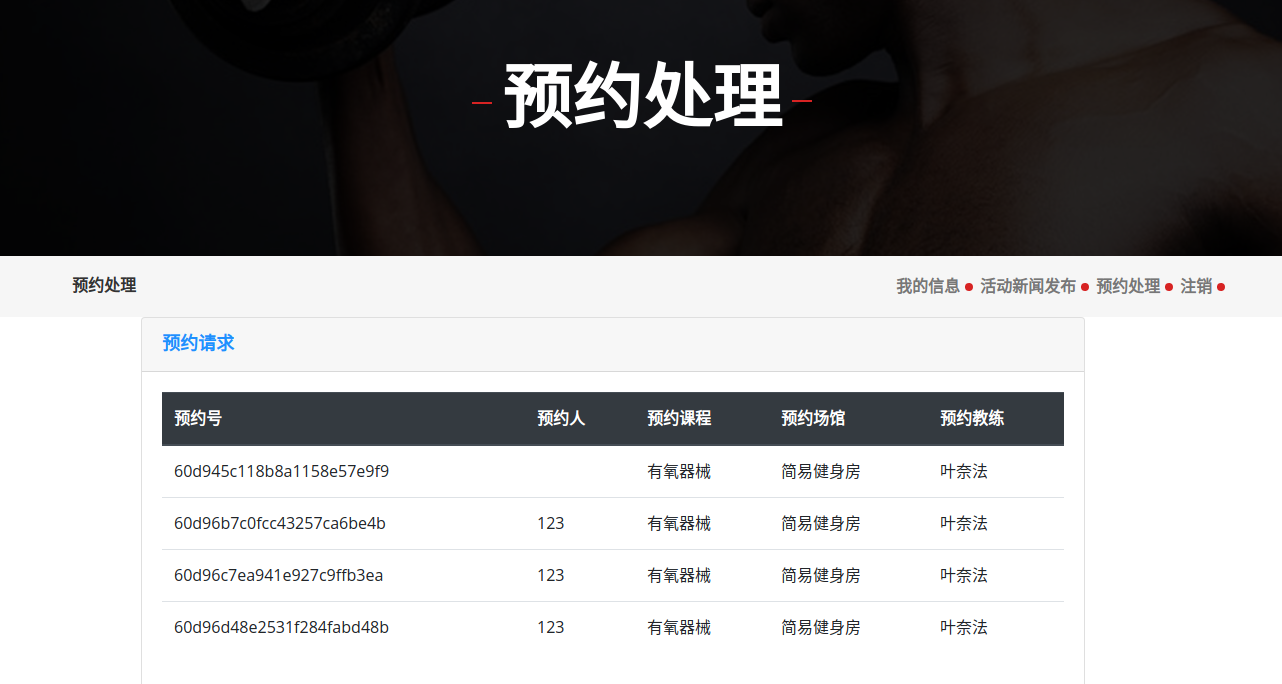 预约处理
预约处理 我的信息 活动新闻发布 预约处理 注销
预约请求
预约号 预约人 预约课程 预约场馆 预约教练
60d945c118b8a1158e57e9f9 有氧器械 简易健身房 叶奈法
60d96b7c0fcc43257ca6be4b 123 有氧器械 简易健身房 叶奈法
60d96c7ea941e927c9ffb3ea 123 有氧器械 简易健身房 叶奈法
60d96d48e2531f284fabd48b 123 有氧器械 简易健身房 叶奈法